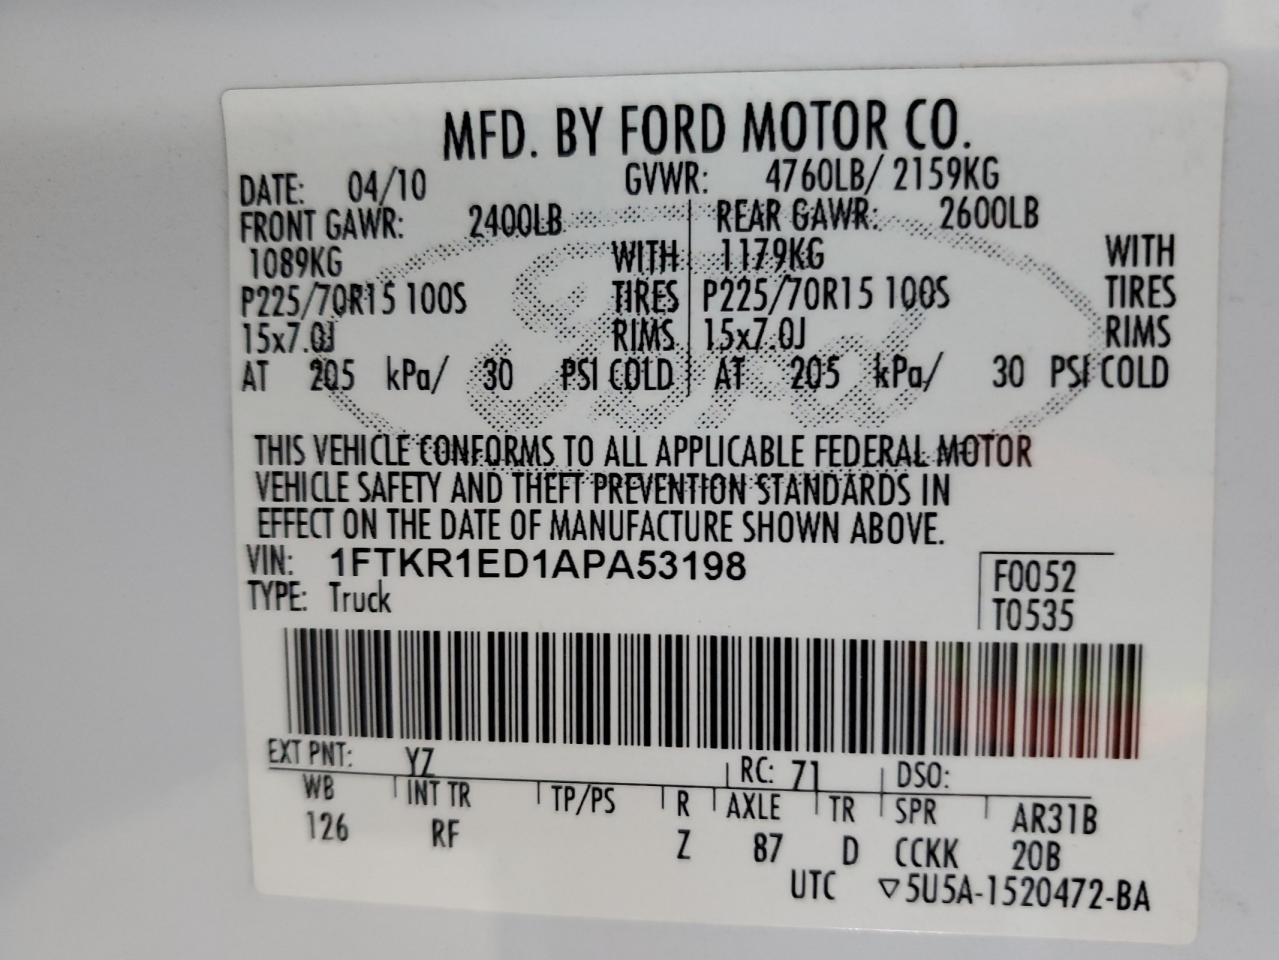 MFD. BY FORD MOTOR CO.
DATE: 04/10 GVWR: 4760LB/ 2159KG
FRONT GAWR: 2400LB REAR GAWR: 2600LB
1089KG WITH 1179KG WITH
P225/70R15 100S TIRES P225/70R15 100S TIRES
15x7.0J RIMS 15x7.0J RIMS
AT 205 kPa/ 30 PSI COLD AT 205 kPa/ 30 PSI COLD
Ford
THIS VEHICLE CONFORMS TO ALL APPLICABLE FEDERAL MOTOR
VEHICLE SAFETY AND THEFT PREVENTION STANDARDS IN
EFFECT ON THE DATE OF MANUFACTURE SHOWN ABOVE.
VIN: 1FTKR1ED1APA53198 F0052
TYPE: Truck T0535
EXT PNT: YZ RC: 71 DSO:
WB INT TR TP/PS R AXLE TR SPR AR31B
126 RF Z 87 D CCKK 20B
UTC ▽5U5A-1520472-BA